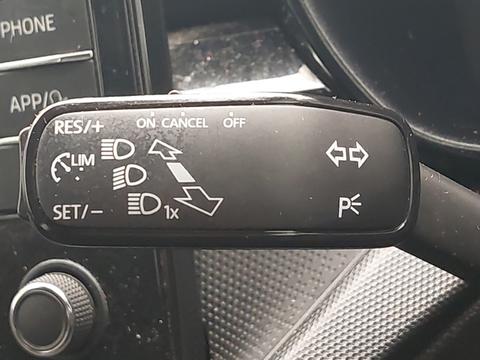 PHONE
APP/
RES/+ ON CANCEL OFF
LIM
SET/- 1x
P